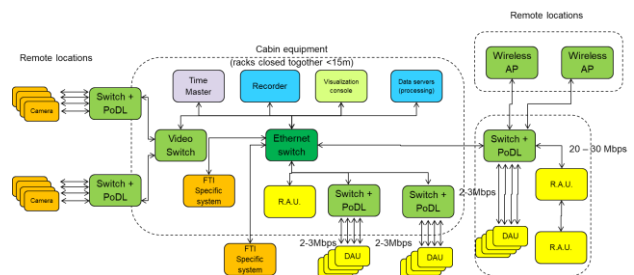 Remote locations
Cabin equipment
(racks closed togother <15m)
Remote locations
Time
Master
Recorder
Visualization
console
Data servers
(processing)
Wireless
AP
Wireless
AP
Camera
Switch +
PoDL
Video
Switch
Ethernet
switch
Switch +
PoDL
20 – 30 Mbps
Camera
Switch +
PoDL
FTI
Specific
system
R.A.U.
Switch +
PoDL
Switch +
PoDL
2-3Mbps
R.A.U.
FTI
Specific
system
2-3Mbps
DAU
2-3Mbps
DAU
DAU
R.A.U.